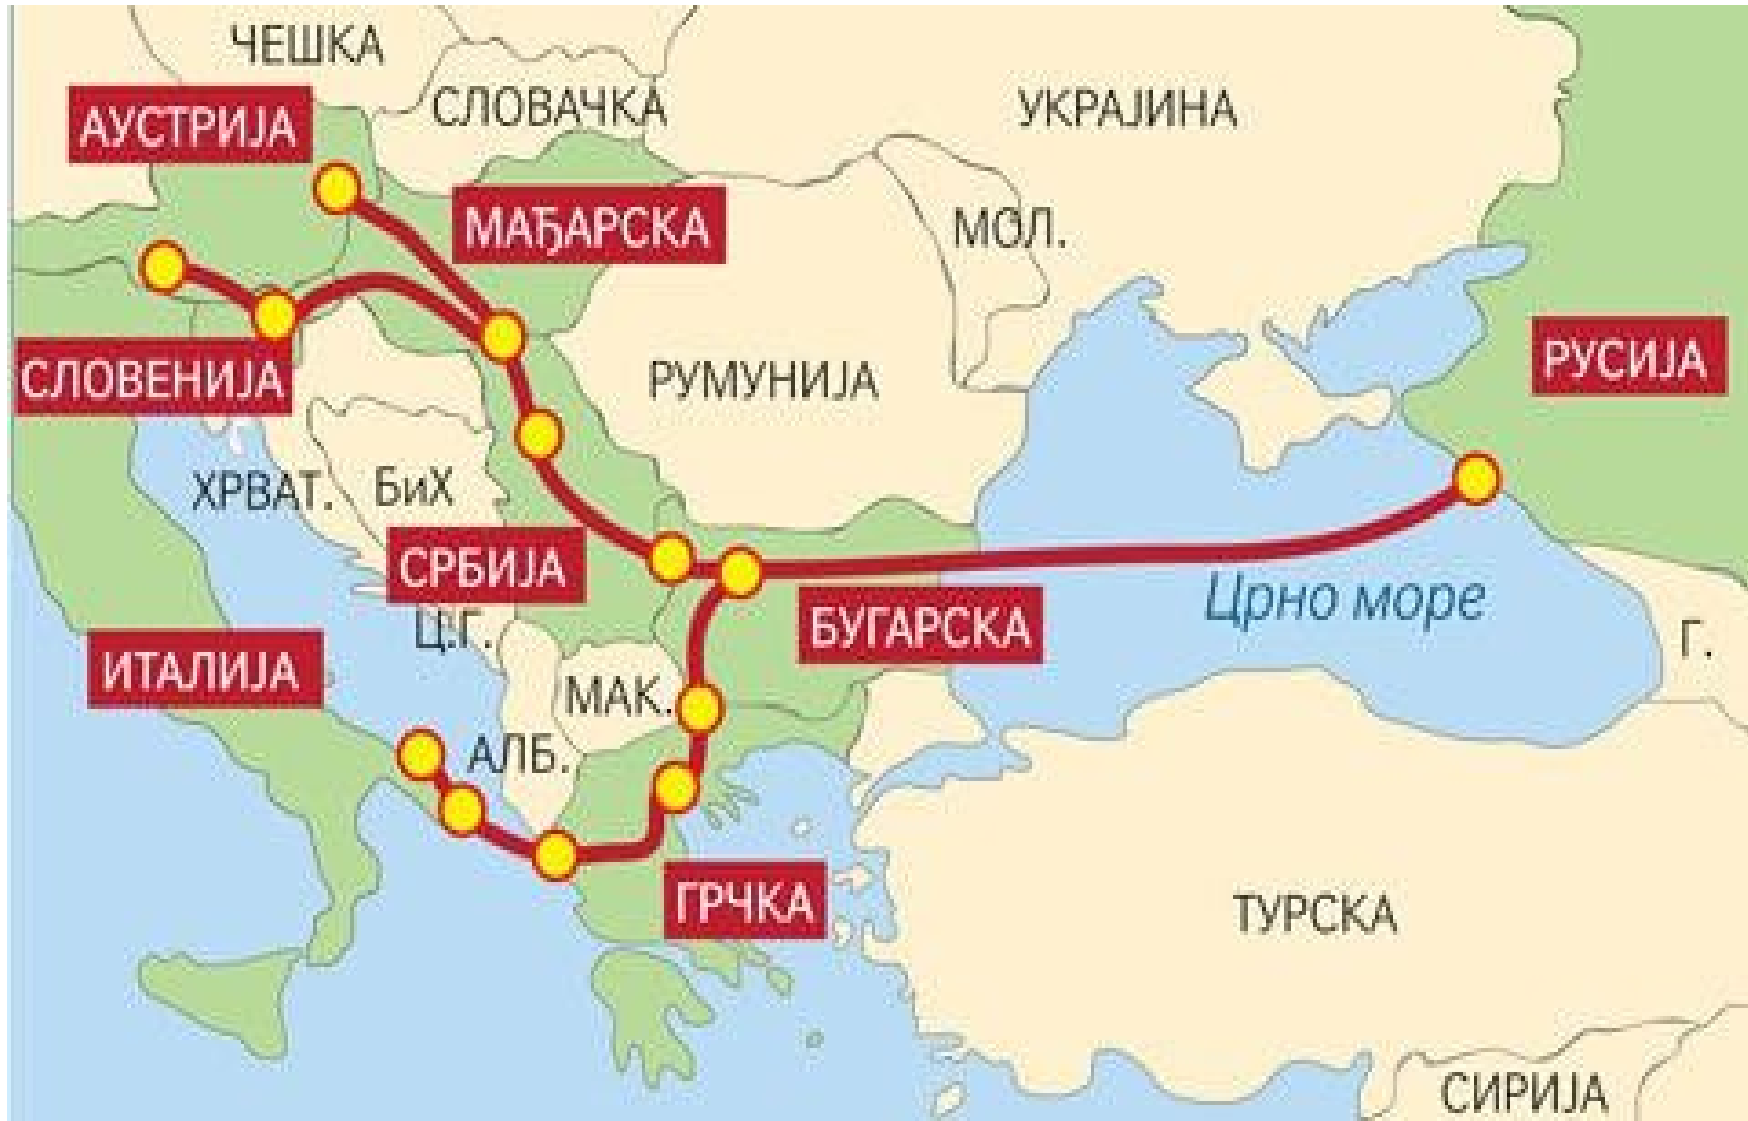 ЧЕШКА
АУСТРИЈА
СЛОВАЧКА
УКРАЈИНА
МАЂАРСКА
МОЛ.
СЛОВЕНИЈА
РУМУНИЈА
РУСИЈА
ХРВАТ.
БиХ
СРБИЈА
Црно море
Ц.Г.
БУГАРСКА
Г.
ИТАЛИЈА
МАК.
АЛБ.
ГРЧКА
ТУРСКА
СИРИЈА